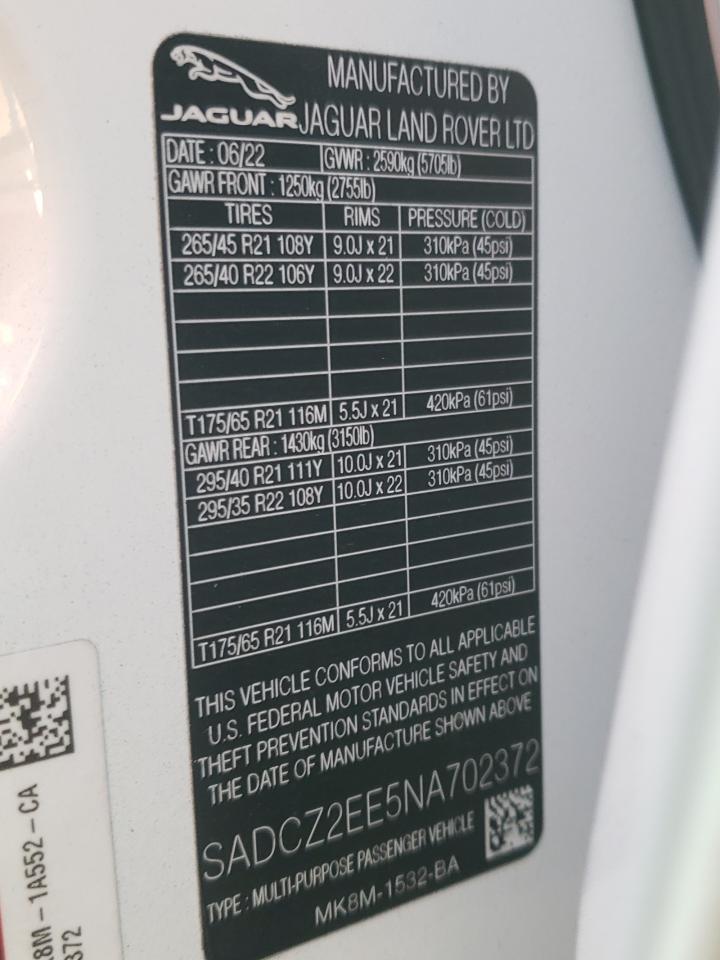 MANUFACTURED BY
JAGUAR JAGUAR LAND ROVER LTD
DATE : 06/22 GVWR : 2590kg (5705lb)
GAWR FRONT : 1250kg (2755lb)
TIRES RIMS PRESSURE (COLD)
265/45 R21 108Y 9.0J x 21 310kPa (45psi)
265/40 R22 106Y 9.0J x 22 310kPa (45psi)
T175/65 R21 116M 5.5J x 21 420kPa (61psi)
GAWR REAR : 1430kg (3150lb)
295/40 R21 111Y 10.0J x 21 310kPa (45psi)
295/35 R22 108Y 10.0J x 22 310kPa (45psi)
T175/65 R21 116M 5.5J x 21 420kPa (61psi)
THIS VEHICLE CONFORMS TO ALL APPLICABLE
U.S. FEDERAL MOTOR VEHICLE SAFETY AND
THEFT PREVENTION STANDARDS IN EFFECT ON
THE DATE OF MANUFACTURE SHOWN ABOVE
SADCZ2EE5NA702372
TYPE : MULTI-PURPOSE PASSENGER VEHICLE
MK8M-1532-BA
8M-1A552-CA
372